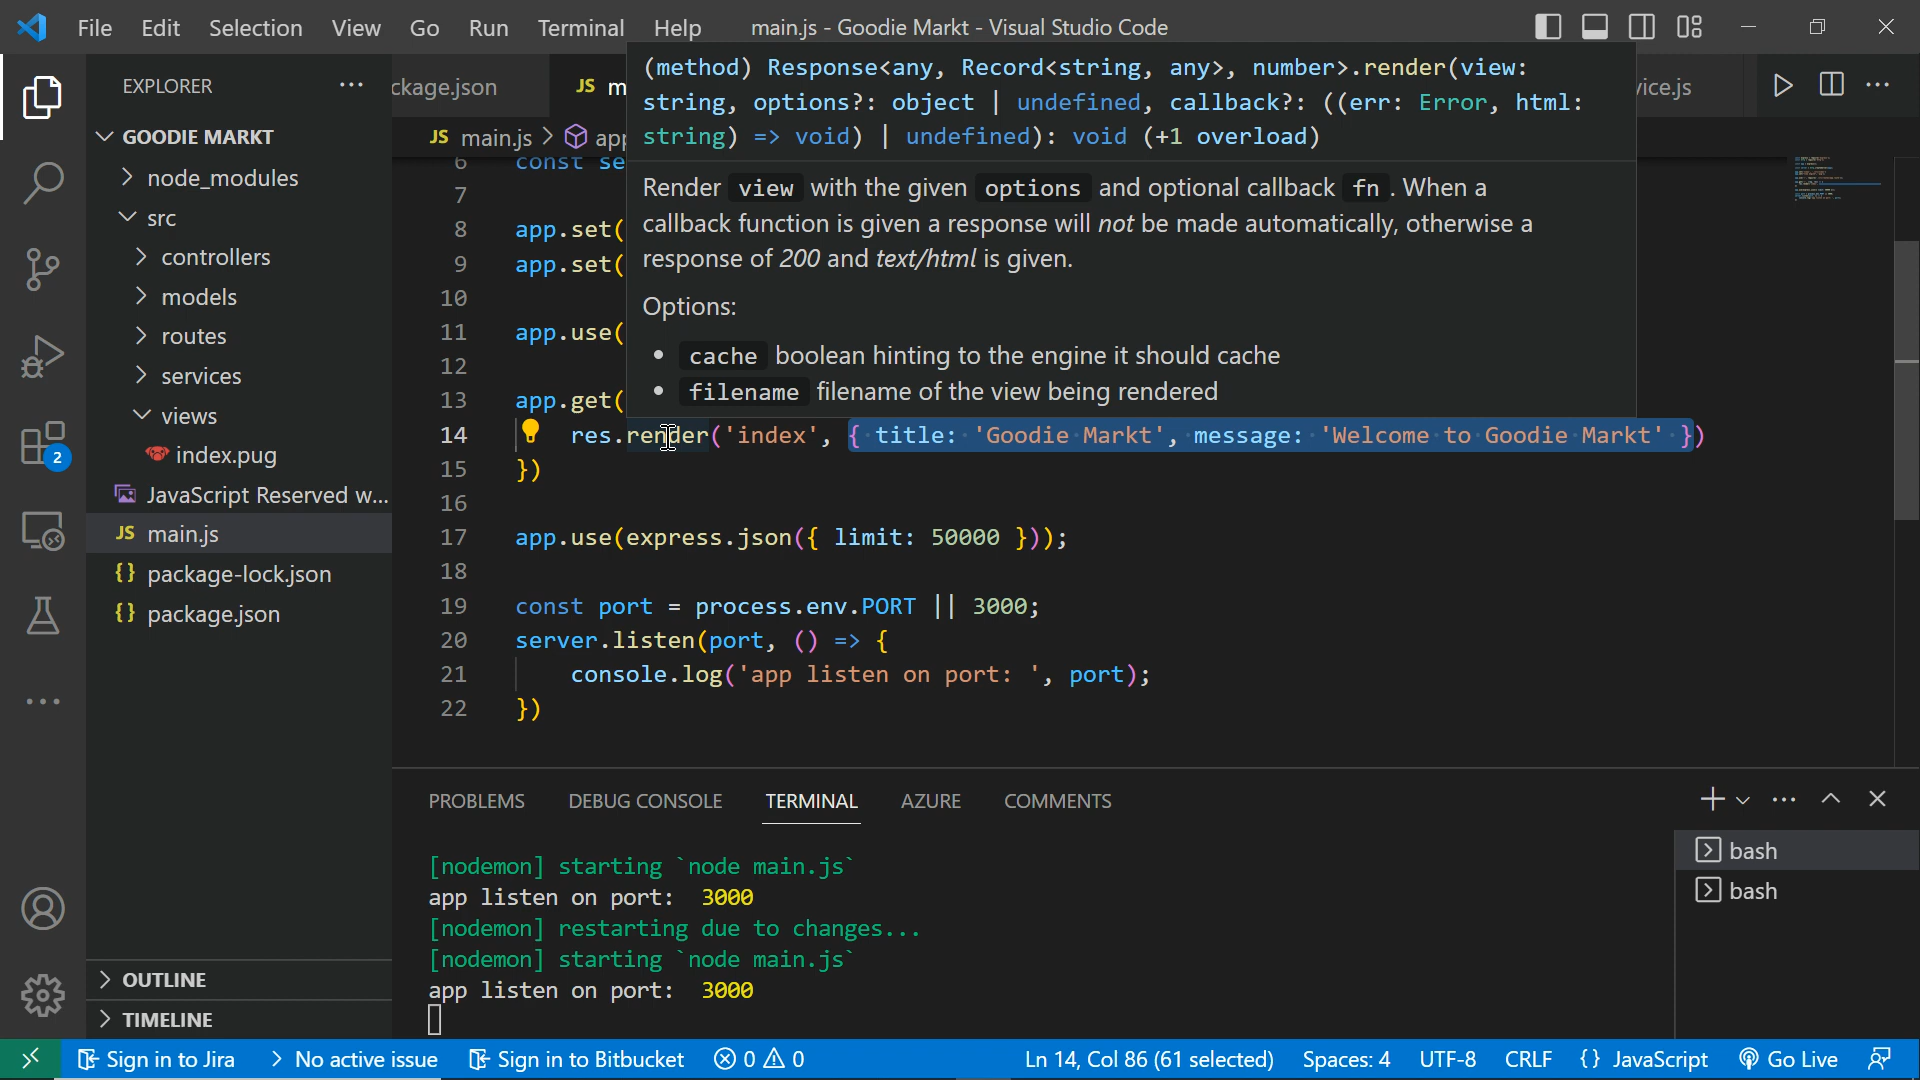 File Edit Selection View Go Run Terminal Help main.js - Goodie Markt - Visual Studio Code
EXPLORER
GOODIE MARKT
node_modules
src
controllers
models
routes
services
views
index.pug
JavaScript Reserved w...
JS main.js
{} package-lock.json
{} package.json
OUTLINE
TIMELINE
2
ckage.json JS m vice.js
JS main.js > app
(method) Response<any, Record<string, any>, number>.render(view:
string, options?: object | undefined, callback?: ((err: Error, html:
string) => void) | undefined): void (+1 overload)
Render view with the given options and optional callback fn . When a
callback function is given a response will not be made automatically, otherwise a
response of 200 and text/html is given.
Options:
• cache boolean hinting to the engine it should cache
• filename filename of the view being rendered
6 const se
7
8 app.set(
9 app.set(
10
11 app.use(
12
13 app.get(
14 res.render('index', { title: 'Goodie Markt', message: 'Welcome to Goodie Markt' })
15 })
16
17 app.use(express.json({ limit: 50000 }));
18
19 const port = process.env.PORT || 3000;
20 server.listen(port, () => {
21 console.log('app listen on port: ', port);
22 })
PROBLEMS DEBUG CONSOLE TERMINAL AZURE COMMENTS
[nodemon] starting `node main.js`
app listen on port: 3000
[nodemon] restarting due to changes...
[nodemon] starting `node main.js`
app listen on port: 3000
bash
bash
Sign in to Jira > No active issue Sign in to Bitbucket 0 0 Ln 14, Col 86 (61 selected) Spaces: 4 UTF-8 CRLF {} JavaScript Go Live